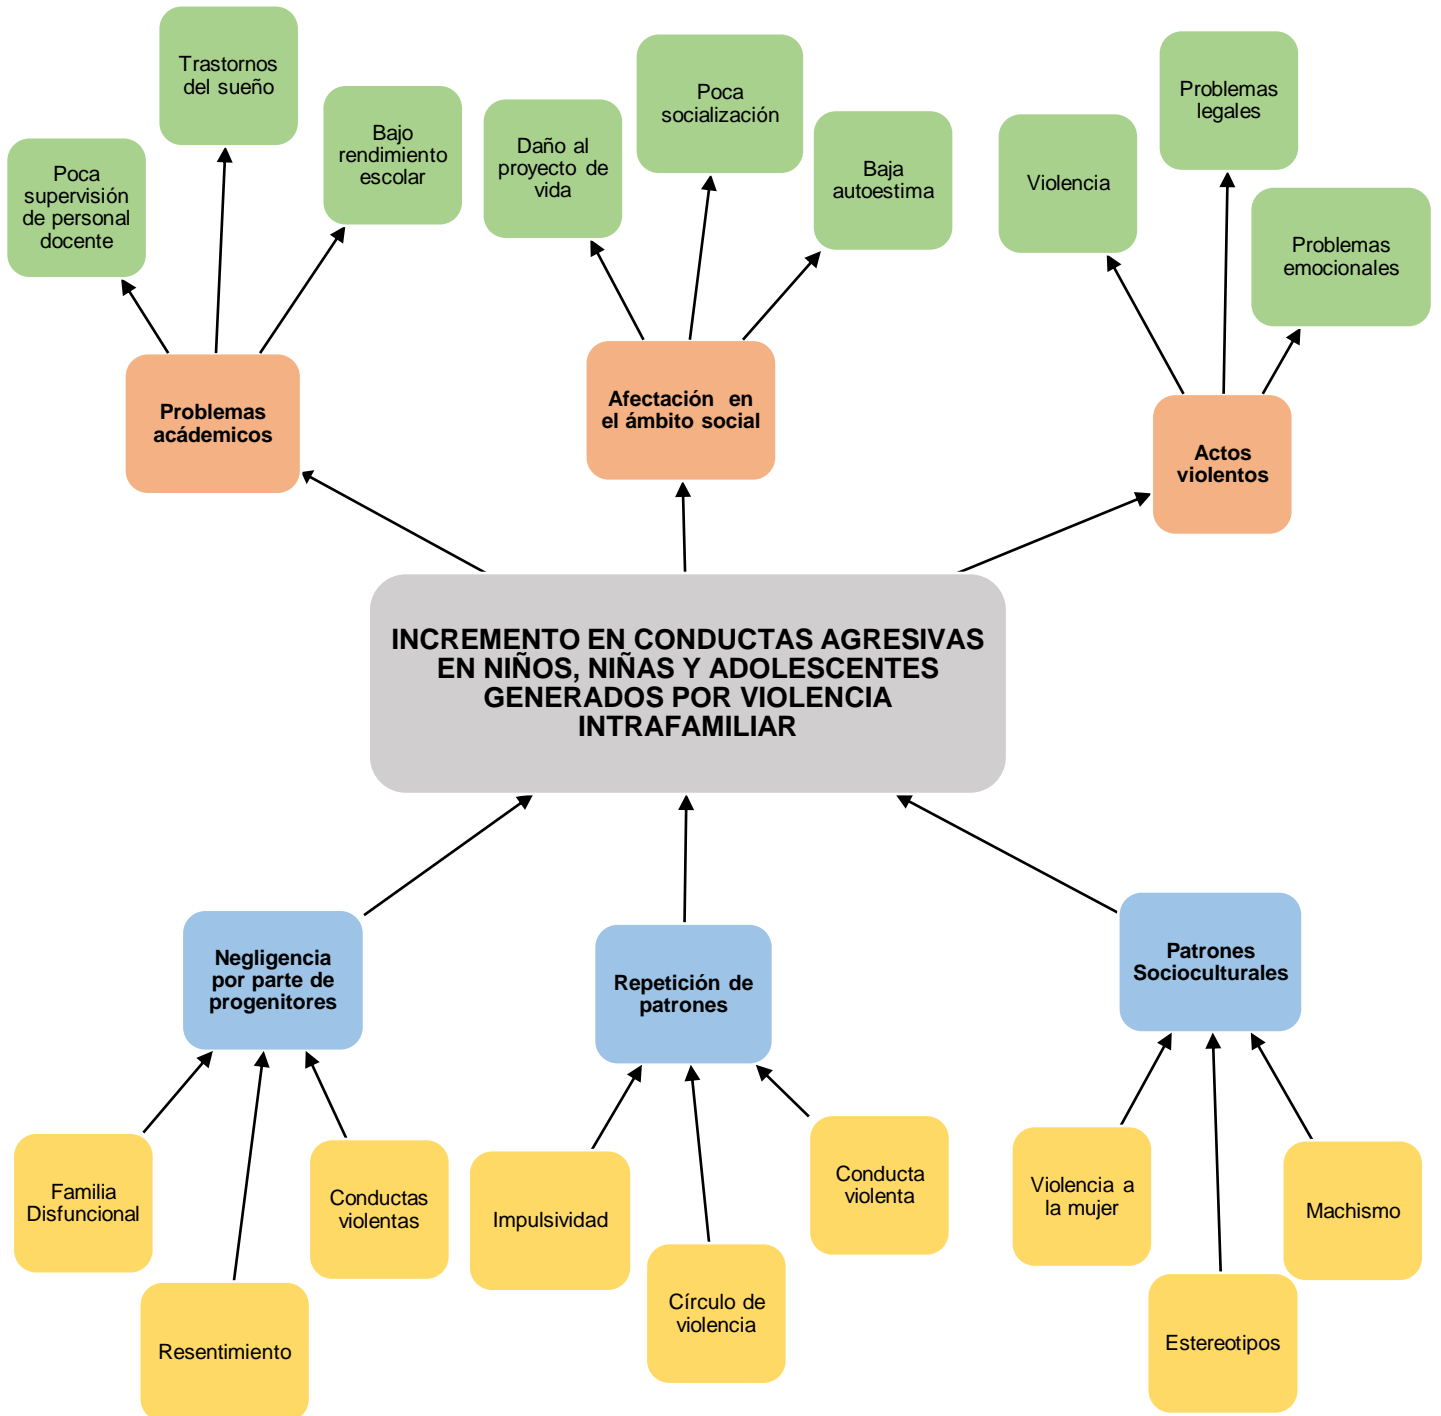 Trastornos
del sueño
Poca
socialización
Problemas
legales
Bajo
rendimiento
escolar
Daño al
proyecto de
vida
Baja
autoestima
Poca
supervisión
de personal
docente
Violencia
Problemas
emocionales
Problemas
acádemicos
Afectación en
el ámbito social
Actos
violentos
INCREMENTO EN CONDUCTAS AGRESIVAS
EN NIÑOS, NIÑAS Y ADOLESCENTES
GENERADOS POR VIOLENCIA
INTRAFAMILIAR
Negligencia
por parte de
progenitores
Repetición de
patrones
Patrones
Socioculturales
Familia
Disfuncional
Conductas
violentas
Impulsividad
Conducta
violenta
Violencia a
la mujer
Machismo
Resentimiento
Círculo de
violencia
Estereotipos